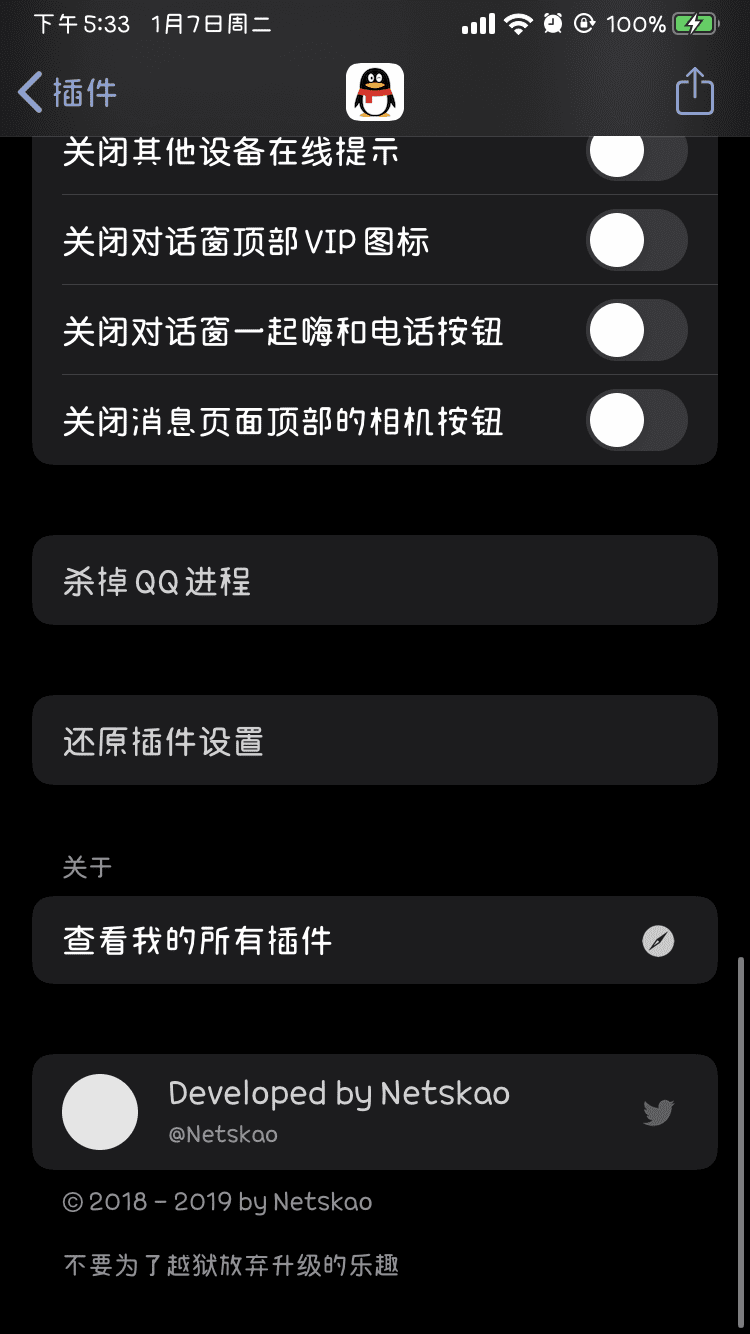 下午5:33 1月7日周二 100%
插件
关闭其他设备在线提示
关闭对话窗顶部VIP图标
关闭对话窗一起嗨和电话按钮
关闭消息页面顶部的相机按钮
杀掉QQ进程
还原插件设置
关于
查看我的所有插件
Developed by Netskao
@Netskao
© 2018 - 2019 by Netskao
不要为了越狱放弃升级的乐趣